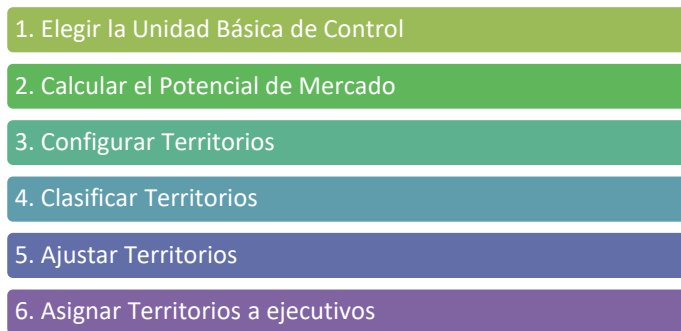 1. Elegir la Unidad Básica de Control
2. Calcular el Potencial de Mercado
3. Configurar Territorios
4. Clasificar Territorios
5. Ajustar Territorios
6. Asignar Territorios a ejecutivos